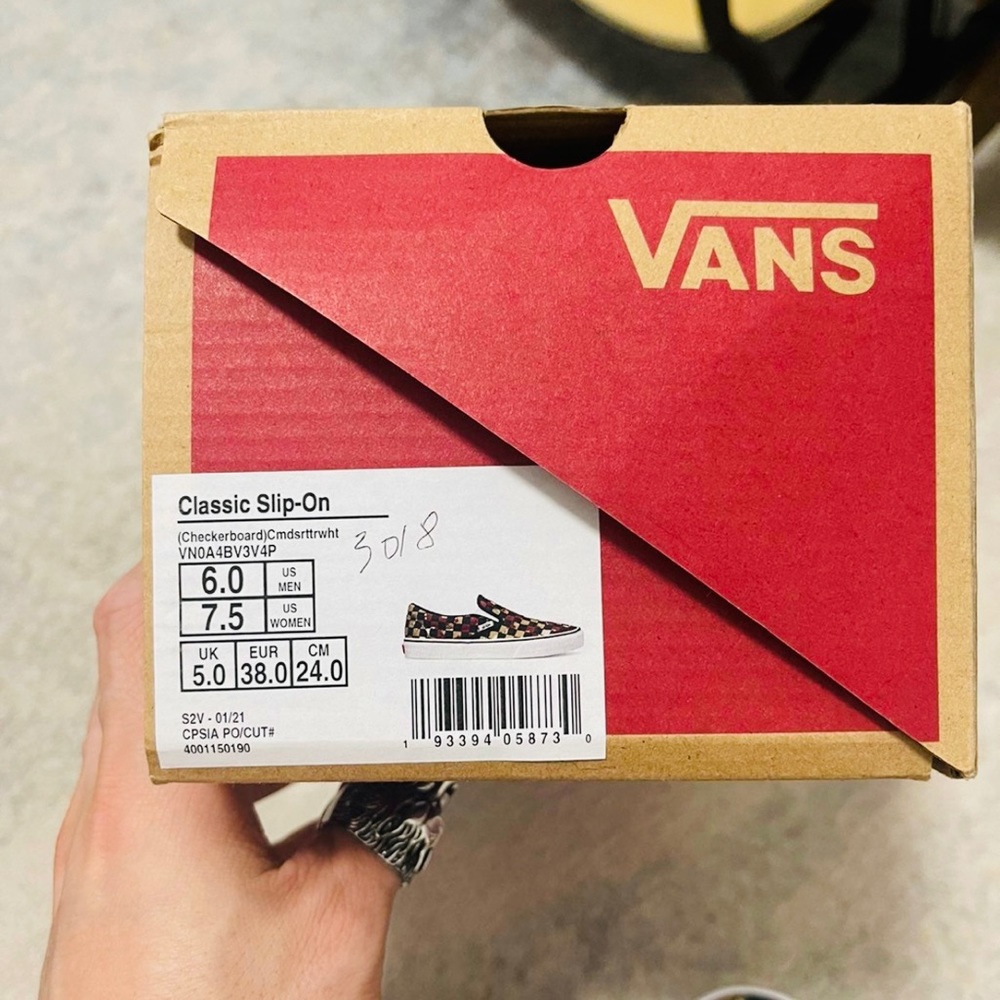 VANS
Classic Slip-On
(Checkerboard)Cmdsrttrwht
VN0A4BV3V4P
3018
6.0 US MEN
7.5 US WOMEN
UK EUR CM
5.0 38.0 24.0
S2V - 01/21
CPSIA PO/CUT#
4001150190
1 93394 05873 0